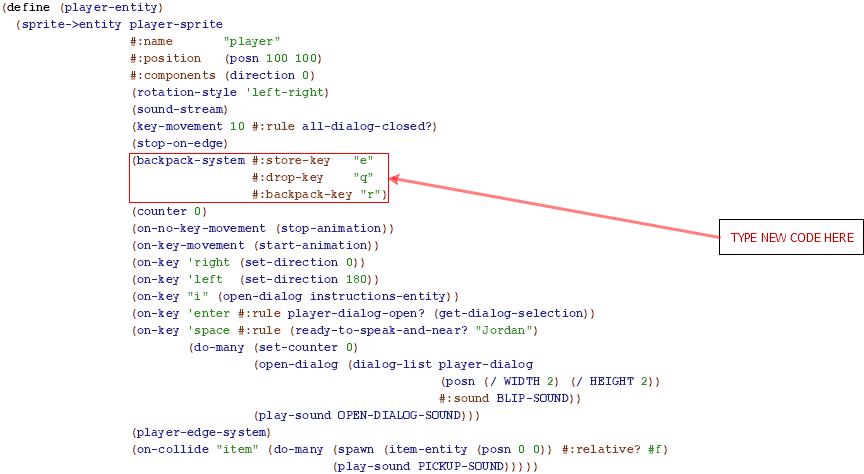 (define (player-entity)
  (sprite->entity player-sprite
                  #:name       "player"
                  #:position   (posn 100 100)
                  #:components (direction 0)
                  (rotation-style 'left-right)
                  (sound-stream)
                  (key-movement 10 #:rule all-dialog-closed?)
                  (stop-on-edge)
                  (backpack-system #:store-key   "e"
                                   #:drop-key    "q"
                                   #:backpack-key "r")
                  (counter 0)
                  (on-no-key-movement (stop-animation))
                  (on-key-movement (start-animation))
                  (on-key 'right (set-direction 0))
                  (on-key 'left  (set-direction 180))
                  (on-key "i" (open-dialog instructions-entity))
                  (on-key 'enter #:rule player-dialog-open? (get-dialog-selection))
                  (on-key 'space #:rule (ready-to-speak-and-near? "Jordan")
                          (do-many (set-counter 0)
                                   (open-dialog (dialog-list player-dialog
                                                             (posn (/ WIDTH 2) (/ HEIGHT 2))
                                                             #:sound BLIP-SOUND))
                                   (play-sound OPEN-DIALOG-SOUND)))
                  (player-edge-system)
                  (on-collide "item" (do-many (spawn (item-entity (posn 0 0)) #:relative? #f)
                                              (play-sound PICKUP-SOUND)))))
TYPE NEW CODE HERE